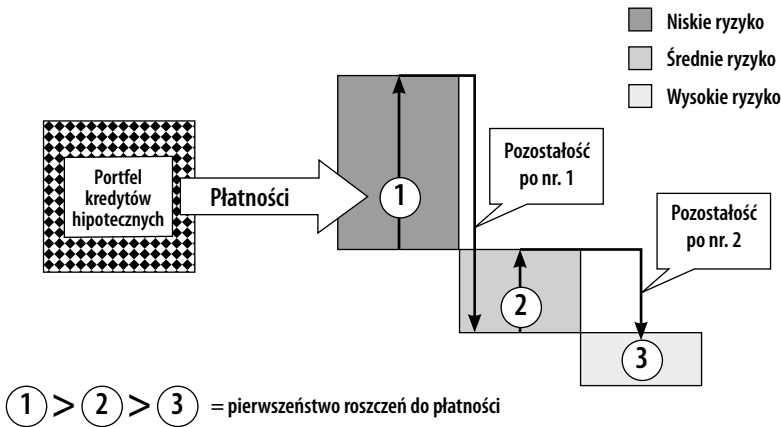 Niskie ryzyko
Średnie ryzyko
Wysokie ryzyko
Portfel
kredytów
hipotecznych
Płatności
1
Pozostałość
po nr. 1
2
Pozostałość
po nr. 2
3
1 > 2 > 3 = pierwszeństwo roszczeń do płatności